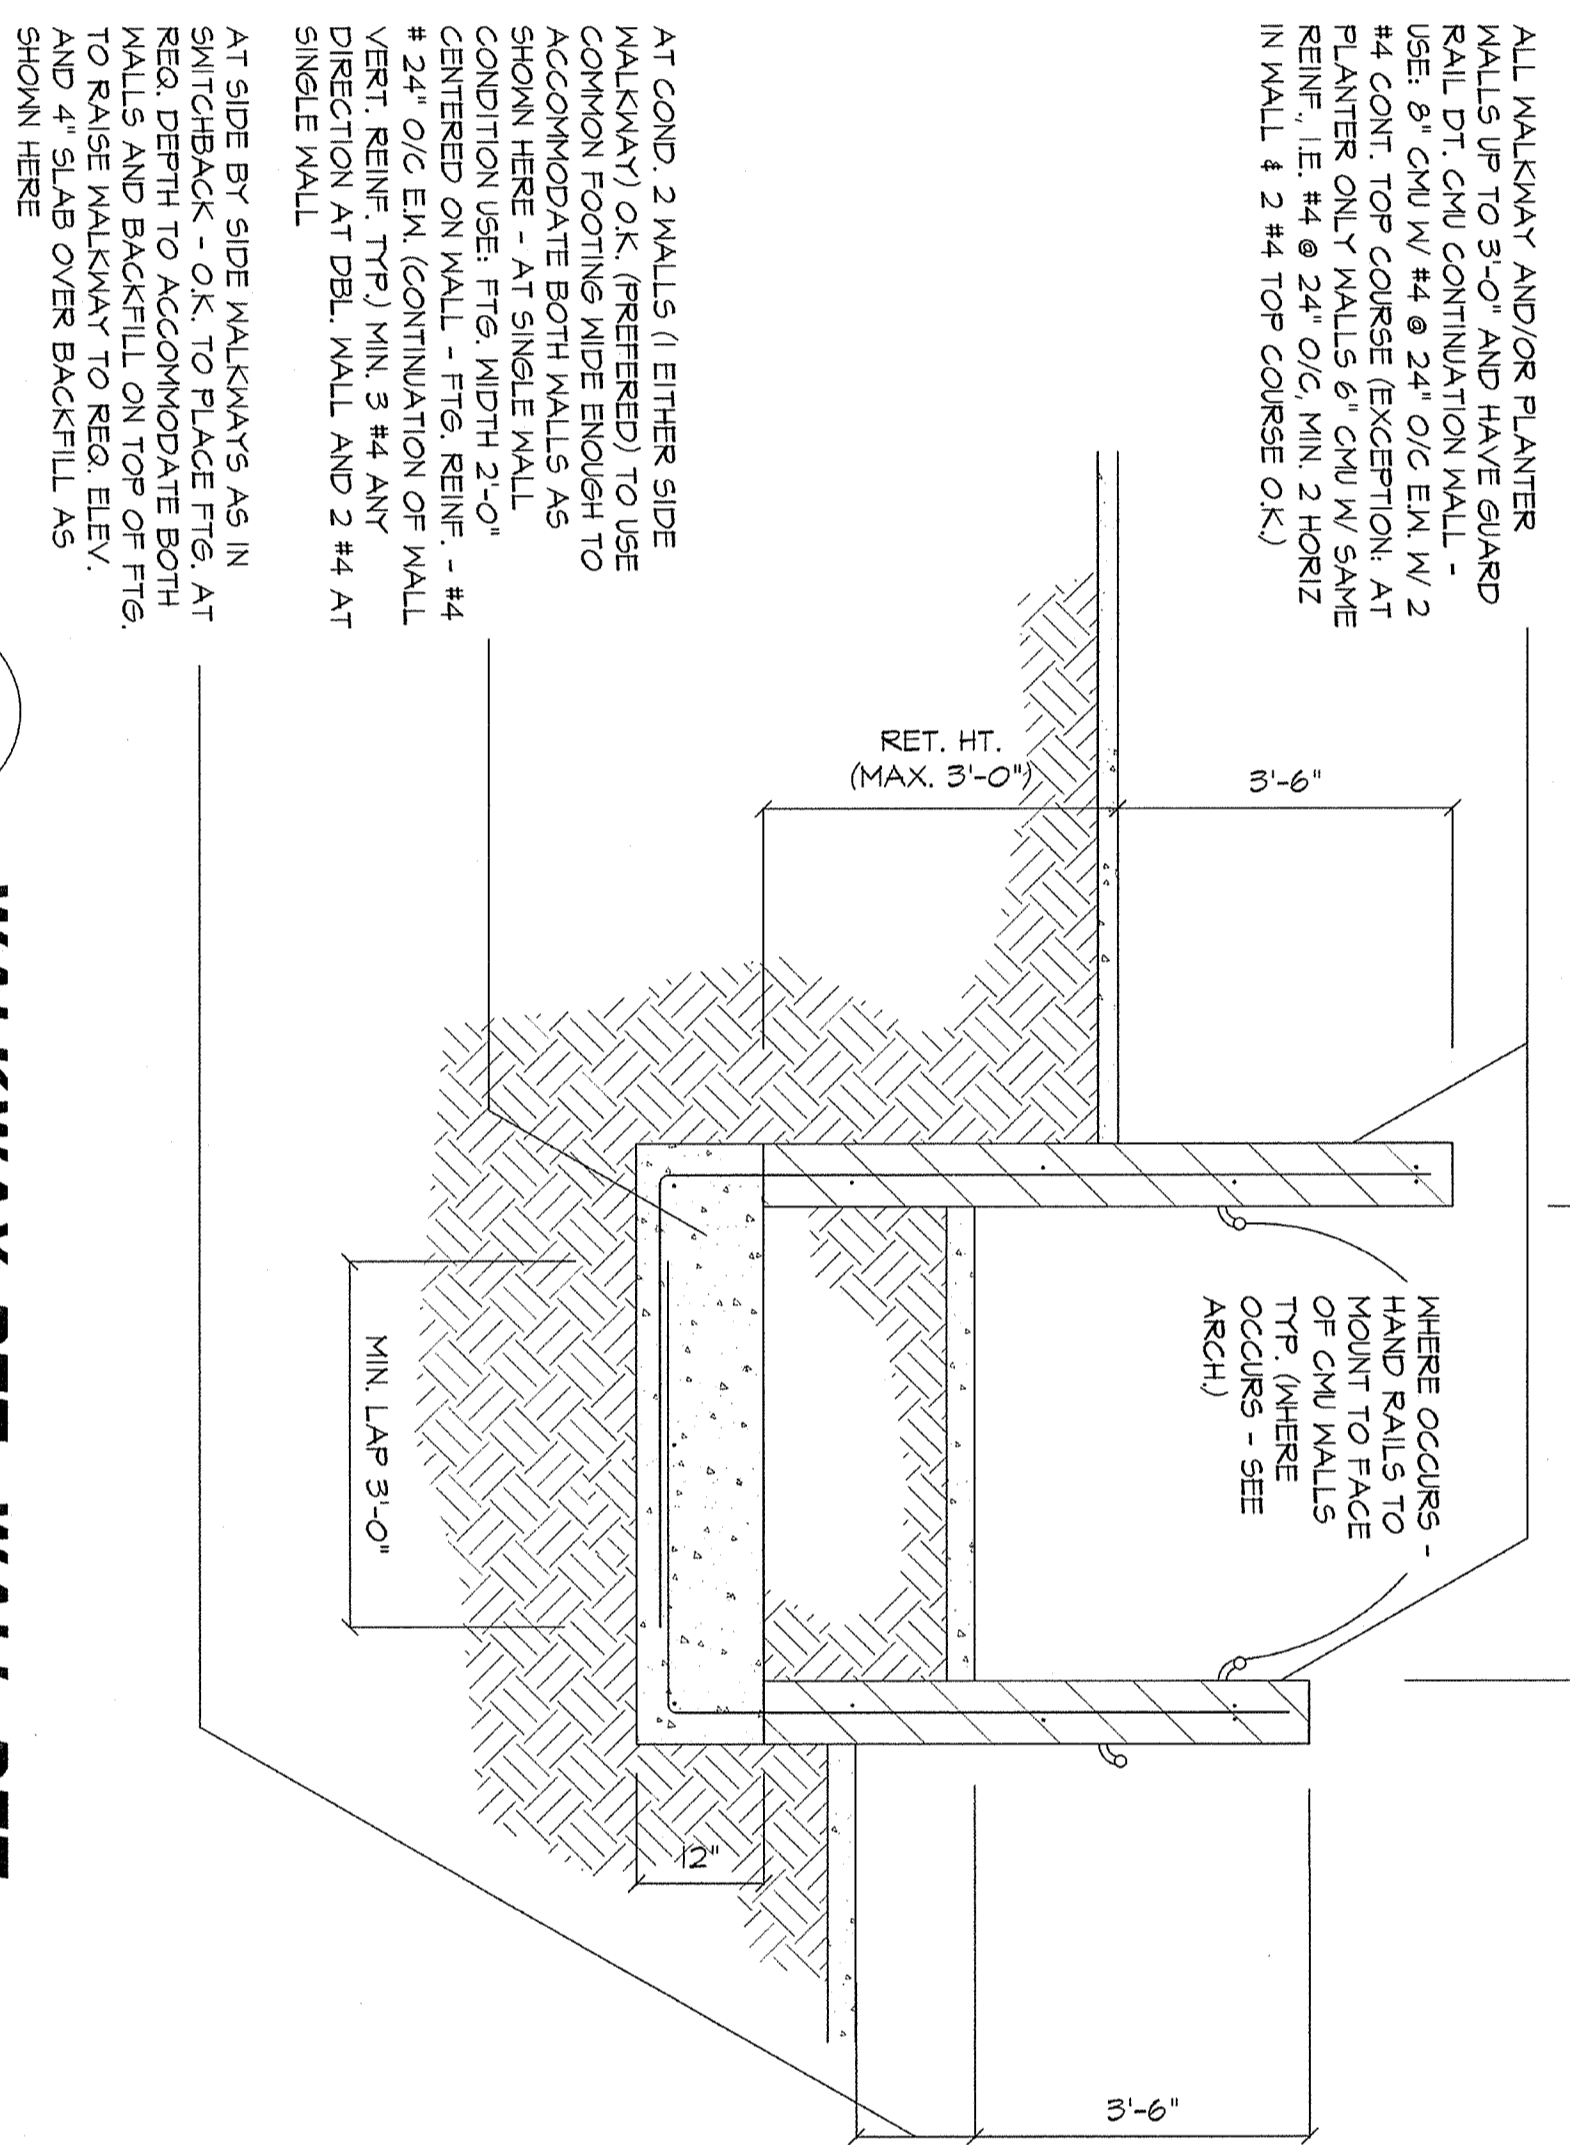 ALL WALKWAY AND/OR PLANTER
WALLS UP TO 3'-0" AND HAVE GUARD
RAIL DT. CMU CONTINUATION WALL -
USE: 8" CMU W/ #4 @ 24" O/C E.W. W/ 2
#4 CONT. TOP COURSE (EXCEPTION: AT
PLANTER ONLY WALLS 6" CMU W/ SAME
REINF., I.E. #4 @ 24" O/C, MIN. 2 HORIZ
IN WALL & 2 #4 TOP COURSE O.K.)
AT COND. 2 WALLS (1 EITHER SIDE
WALKWAY) O.K. (PREFERED) TO USE
COMMON FOOTING WIDE ENOUGH TO
ACCOMMODATE BOTH WALLS AS
SHOWN HERE - AT SINGLE WALL
CONDITION USE: FTG. WIDTH 2'-0"
CENTERED ON WALL - FTG. REINF. - #4
# 24" O/C E.W. (CONTINUATION OF WALL
VERT. REINF. TYP.) MIN. 3 #4 ANY
DIRECTION AT DBL. WALL AND 2 #4 AT
SINGLE WALL
AT SIDE BY SIDE WALKWAYS AS IN
SWITCHBACK - O.K. TO PLACE FTG. AT
REQ. DEPTH TO ACCOMMODATE BOTH
WALLS AND BACKFILL ON TOP OF FTG.
TO RAISE WALKWAY TO REQ. ELEV.
AND 4" SLAB OVER BACKFILL AS
SHOWN HERE
3'-6"
RET. HT.
(MAX. 3'-0")
WHERE OCCURS -
HAND RAILS TO
MOUNT TO FACE
OF CMU WALLS
TYP. (WHERE
OCCURS - SEE
ARCH.)
MIN. LAP 3'-0"
12"
3'-6"